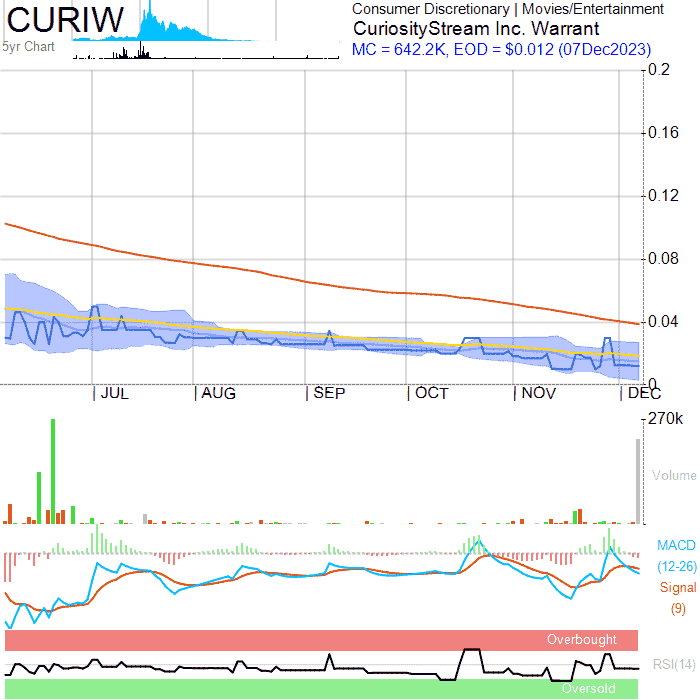 CURIW
5yr Chart
Consumer Discretionary | Movies/Entertainment
CuriosityStream Inc. Warrant
MC = 642.2K, EOD = $0.012 (07Dec2023)
0.2
0.16
0.12
0.08
0.04
0
JUL AUG SEP OCT NOV DEC
270k
Volume
MACD
(12-26)
Signal
(9)
Overbought
RSI(14)
Oversold